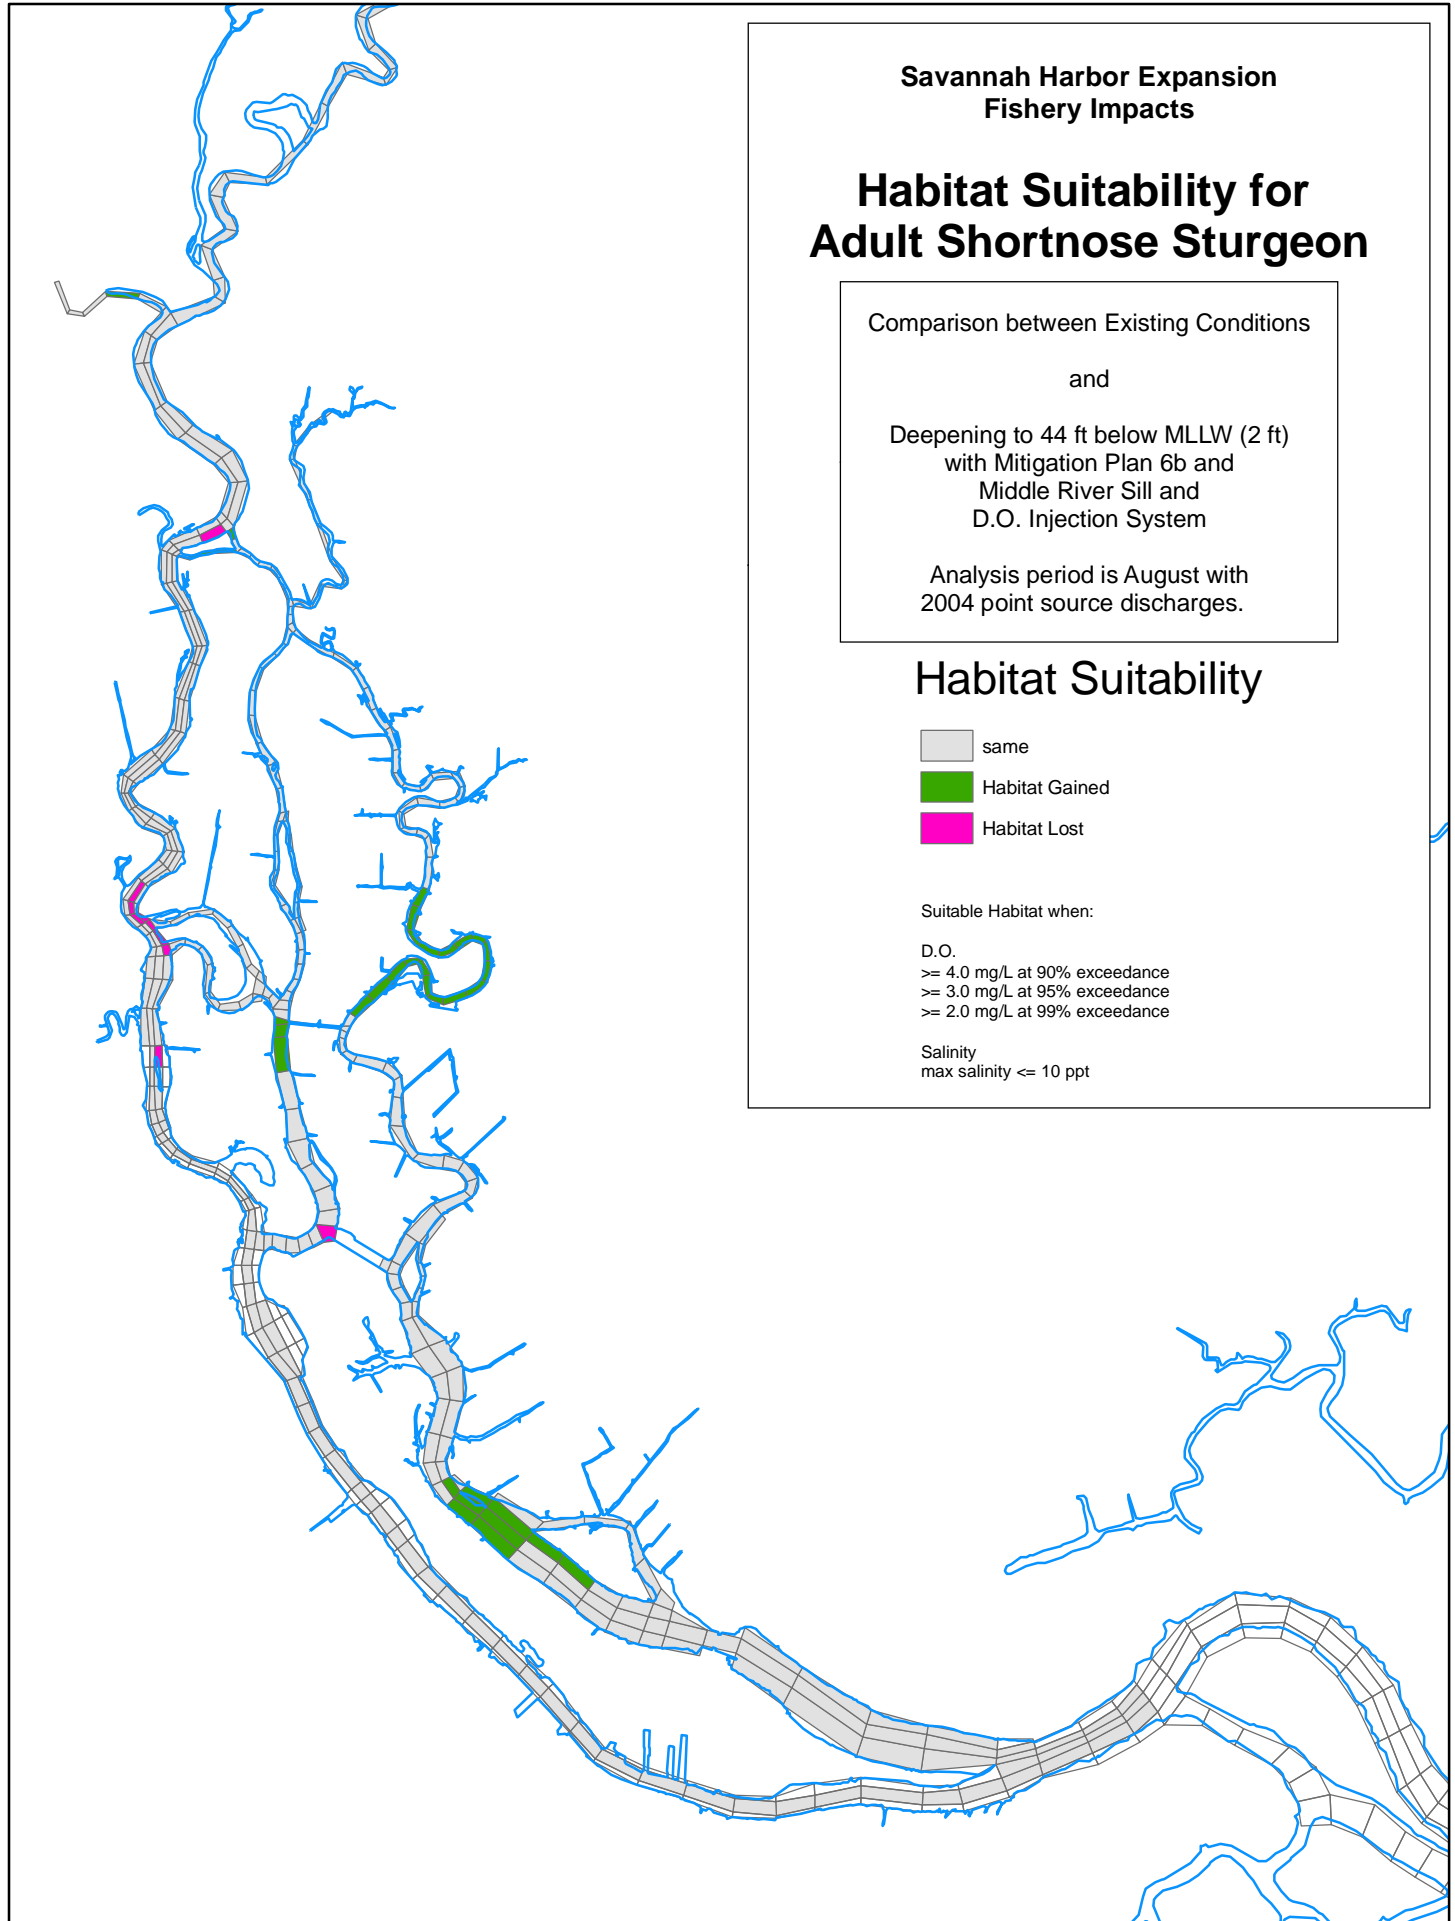 Savannah Harbor Expansion
Fishery Impacts
Habitat Suitability for
Adult Shortnose Sturgeon
Comparison between Existing Conditions
and
Deepening to 44 ft below MLLW (2 ft)
with Mitigation Plan 6b and
Middle River Sill and
D.O. Injection System
Analysis period is August with
2004 point source discharges.
Habitat Suitability
same
Habitat Gained
Habitat Lost
Suitable Habitat when:
D.O.
>= 4.0 mg/L at 90% exceedance
>= 3.0 mg/L at 95% exceedance
>= 2.0 mg/L at 99% exceedance
Salinity
max salinity <= 10 ppt